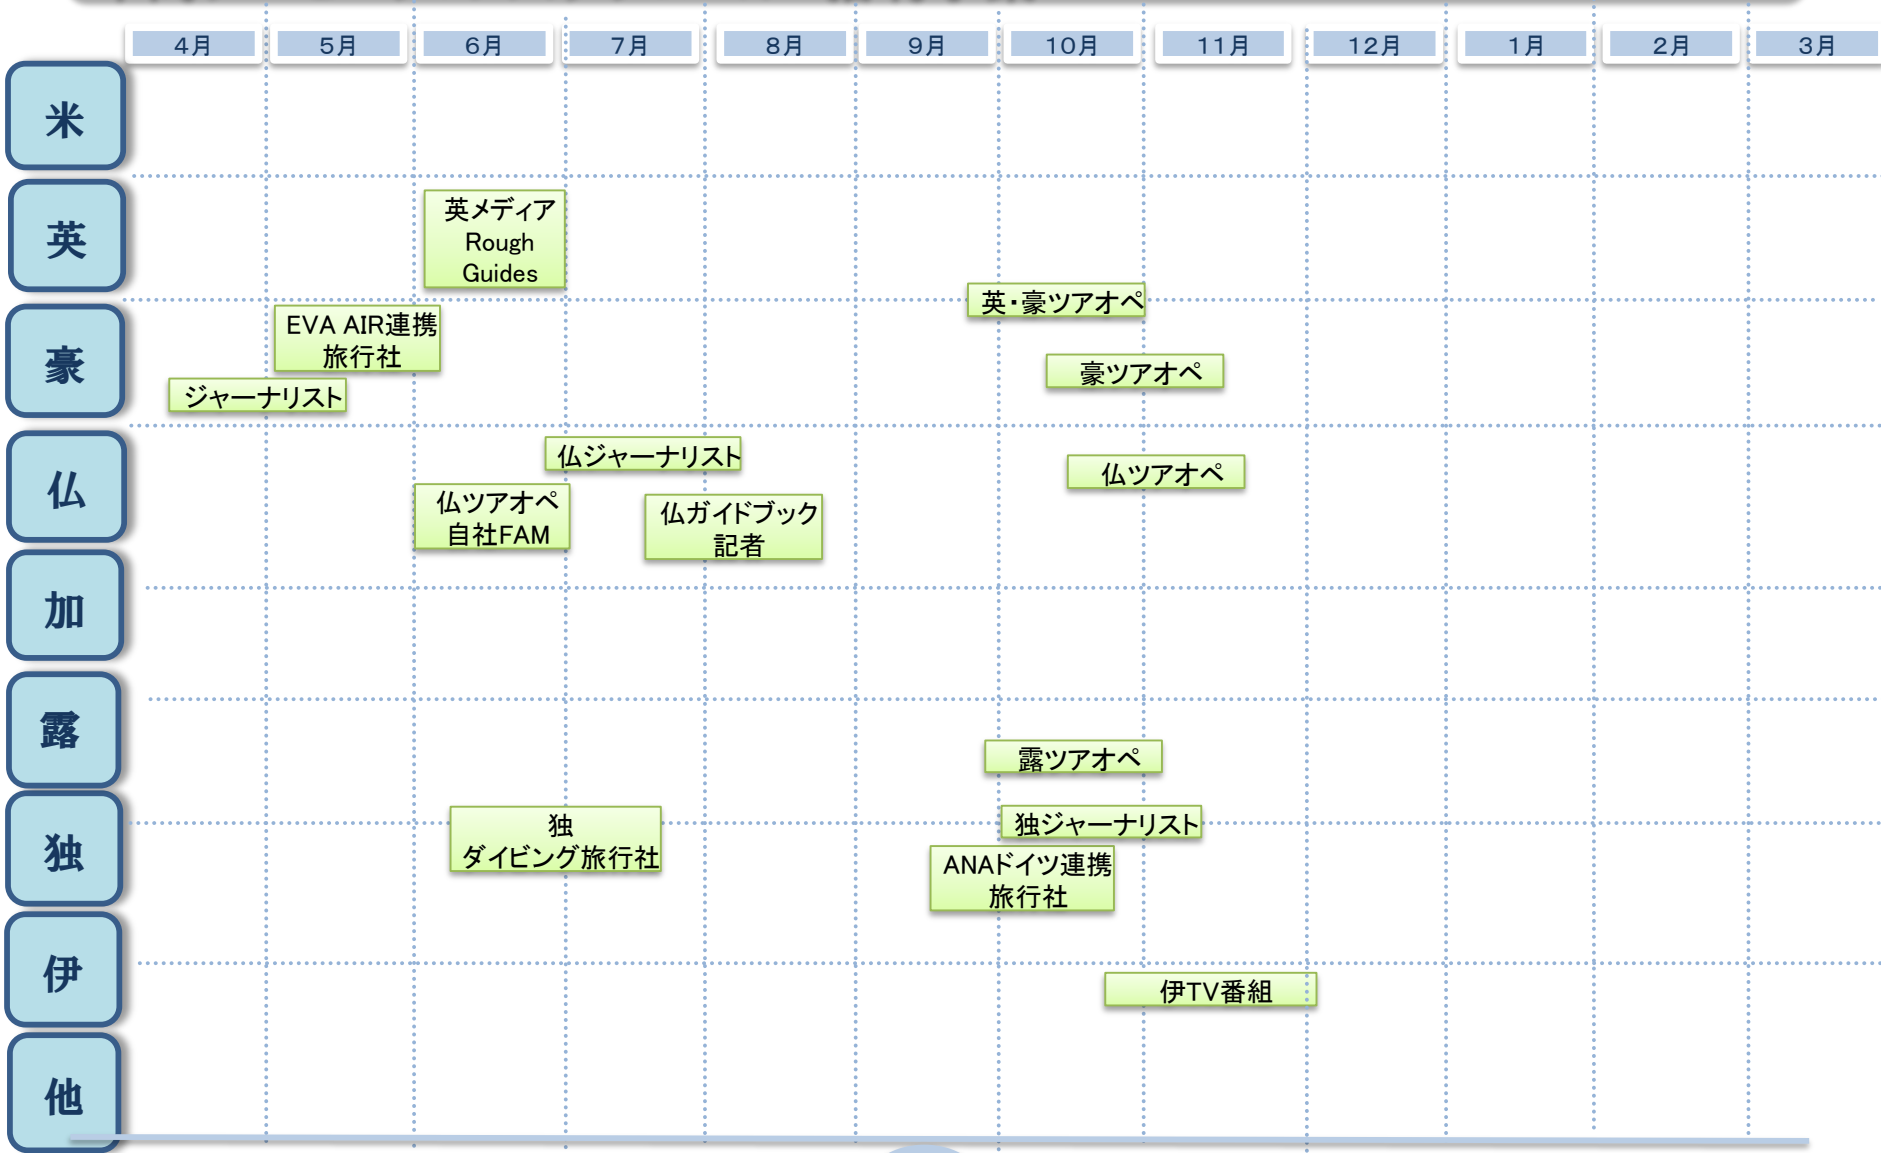 4月 5月 6月 7月 8月 9月 10月 11月 12月 1月 2月 3月
米
英
英メディア
Rough
Guides
英・豪ツアオペ
豪
EVA AIR連携
旅行社
ジャーナリスト
豪ツアオペ
仏
仏ジャーナリスト
仏ツアオペ
自社FAM
仏ガイドブック
記者
仏ツアオペ
加
露
露ツアオペ
独
独
ダイビング旅行社
独ジャーナリスト
ANAドイツ連携
旅行社
伊
伊TV番組
他